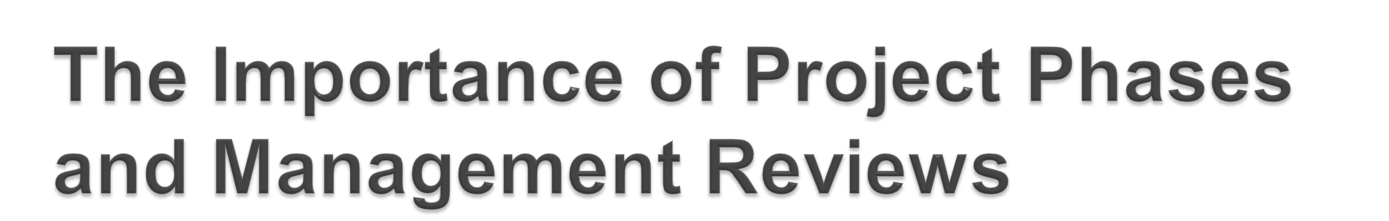 The Importance of Project Phases
and Management Reviews